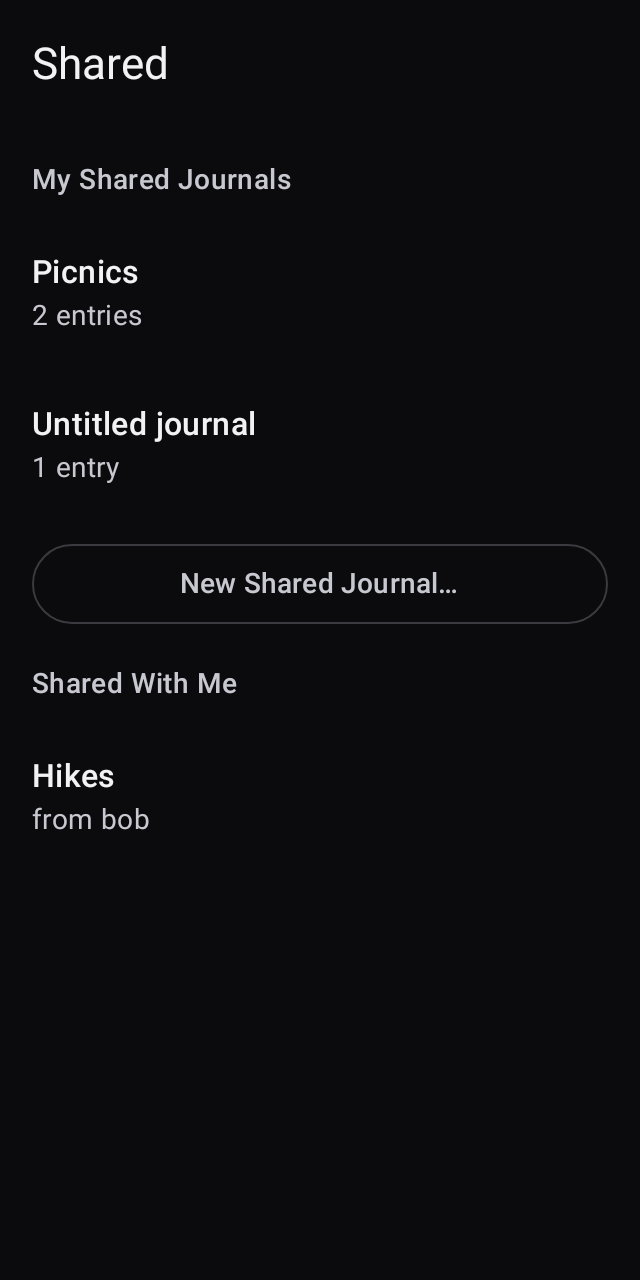 Shared
My Shared Journals
Picnics
2 entries
Untitled journal
1 entry
New Shared Journal…
Shared With Me
Hikes
from bob